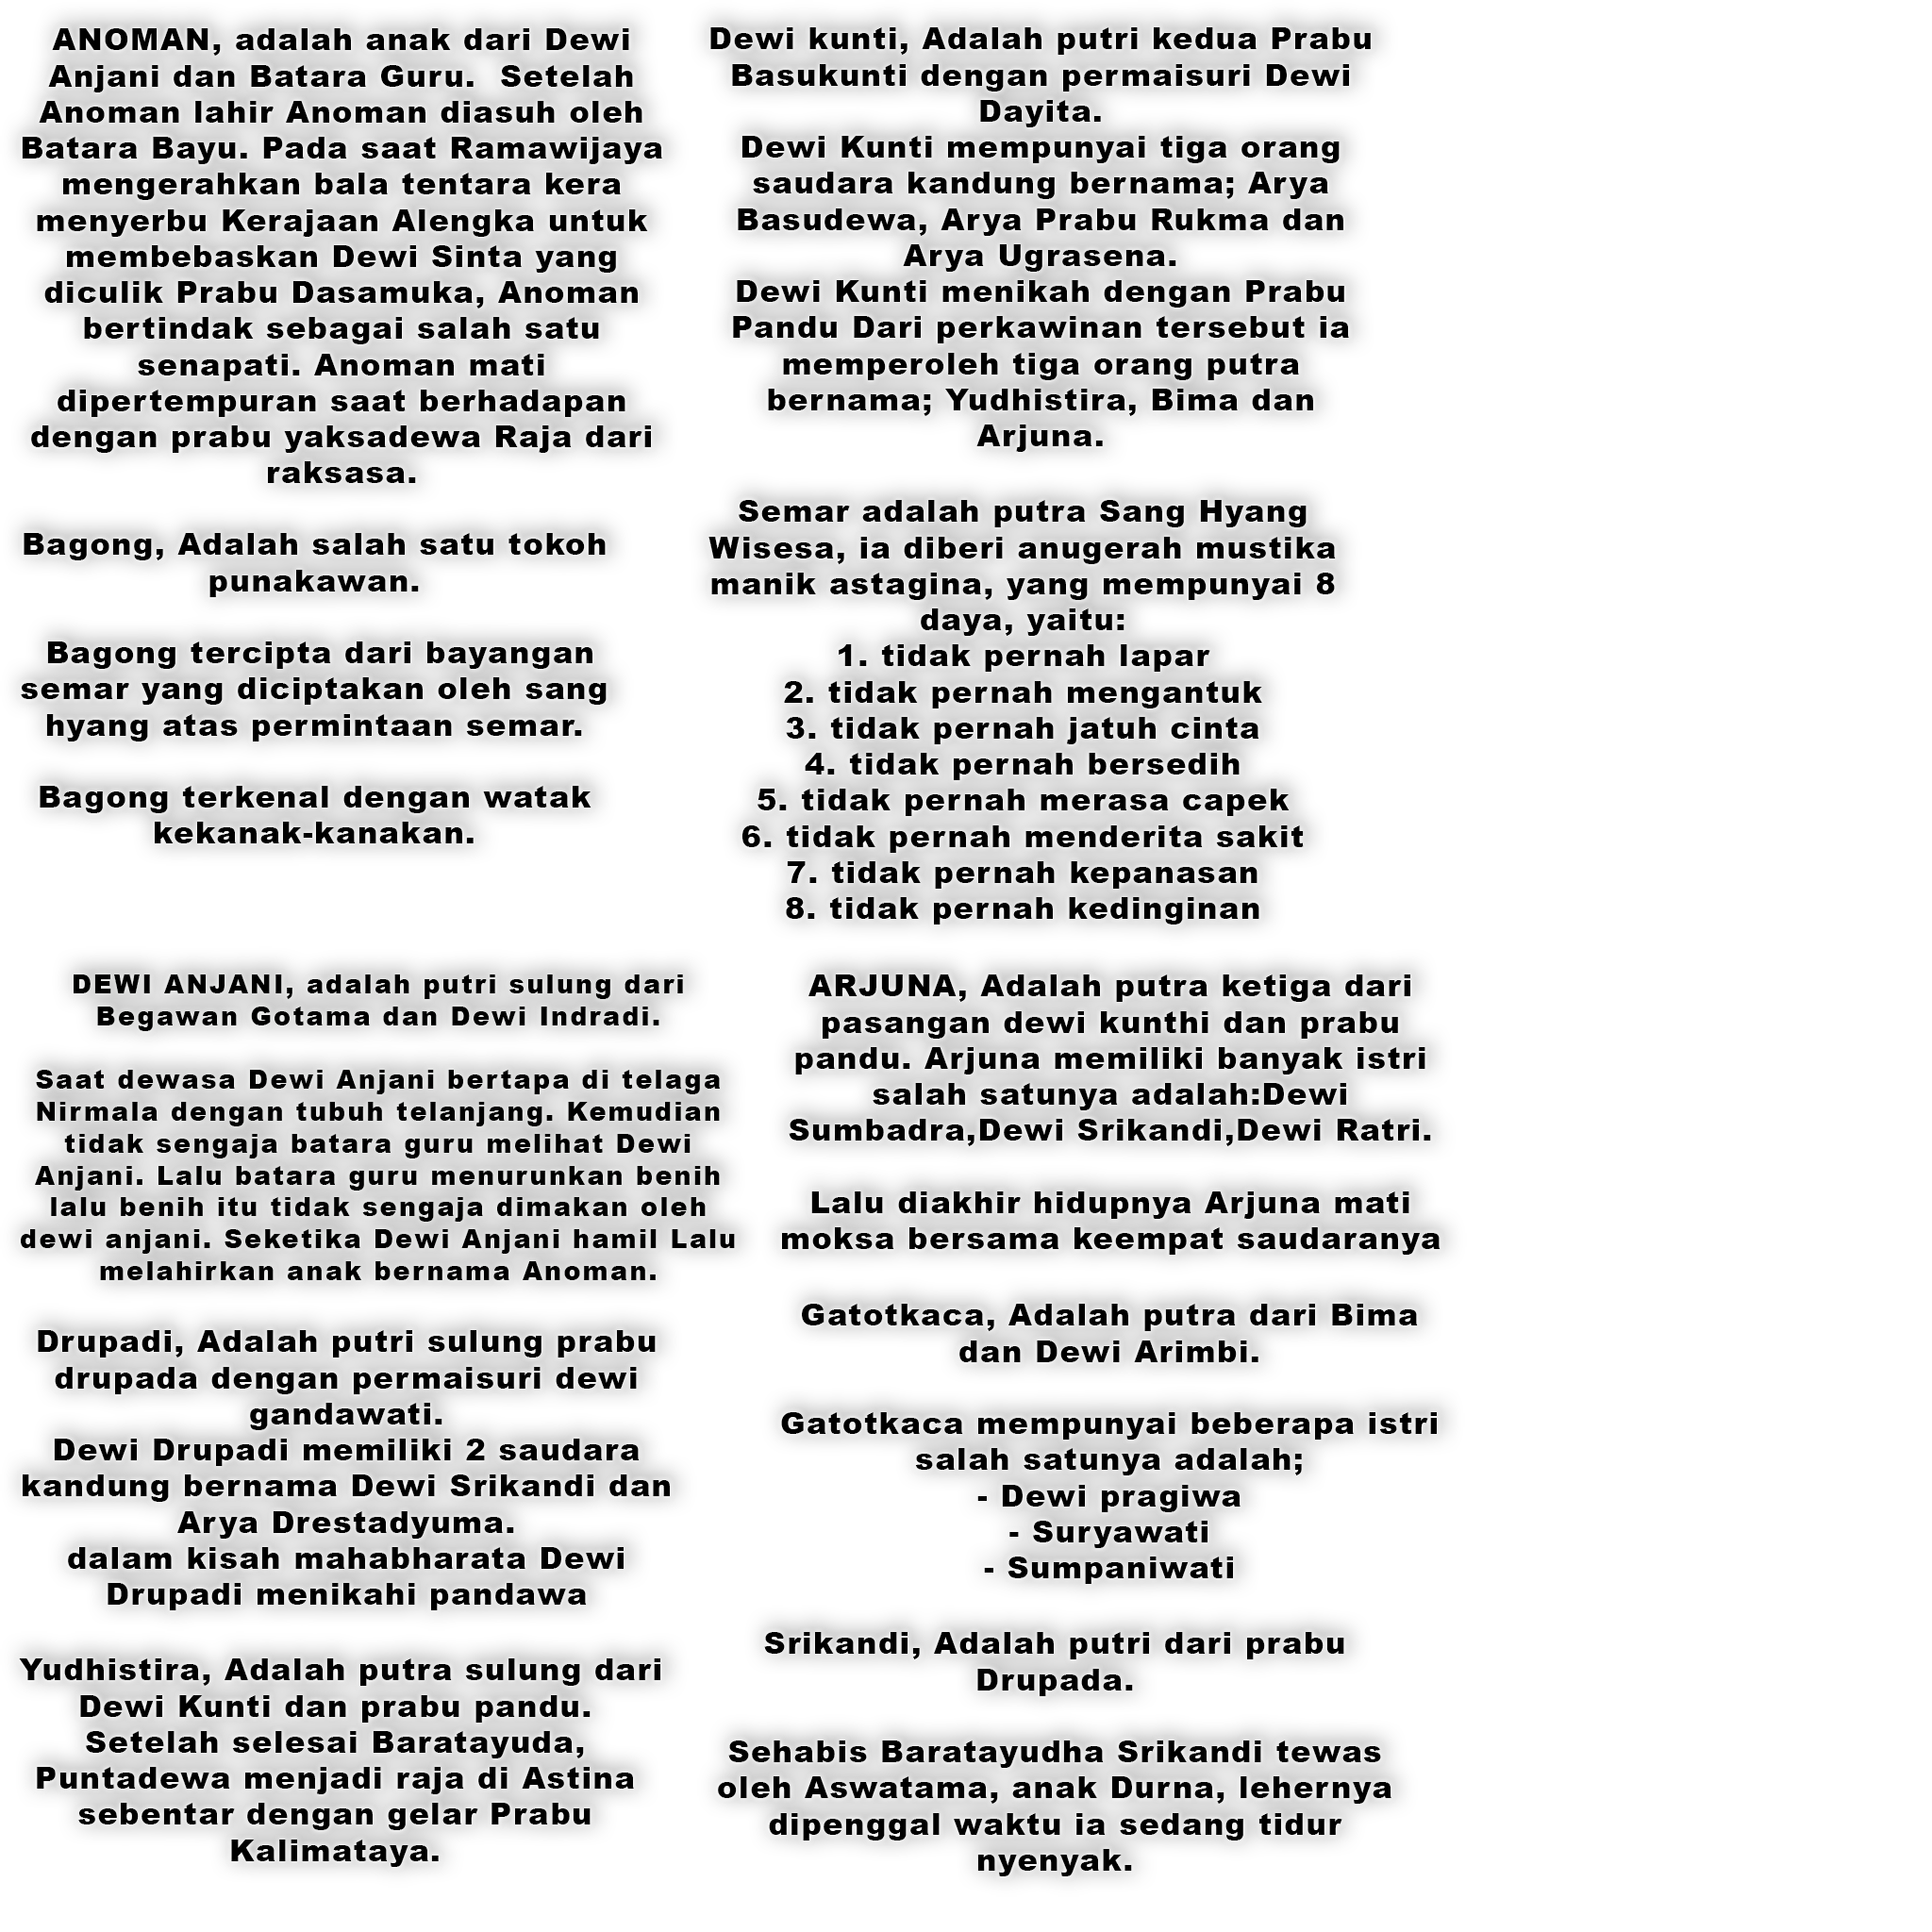 ANOMAN, adalah anak dari Dewi
Anjani dan Batara Guru.  Setelah
Anoman lahir Anoman diasuh oleh
Batara Bayu. Pada saat Ramawijaya
mengerahkan bala tentara kera
menyerbu Kerajaan Alengka untuk
membebaskan Dewi Sinta yang
diculik Prabu Dasamuka, Anoman
bertindak sebagai salah satu
senapati. Anoman mati
dipertempuran saat berhadapan
dengan prabu yaksadewa Raja dari
raksasa.
Bagong, Adalah salah satu tokoh
punakawan.
Bagong tercipta dari bayangan
semar yang diciptakan oleh sang
hyang atas permintaan semar.
Bagong terkenal dengan watak
kekanak-kanakan.
DEWI ANJANI, adalah putri sulung dari
Begawan Gotama dan Dewi Indradi.
Saat dewasa Dewi Anjani bertapa di telaga
Nirmala dengan tubuh telanjang. Kemudian
tidak sengaja batara guru melihat Dewi
Anjani. Lalu batara guru menurunkan benih
lalu benih itu tidak sengaja dimakan oleh
dewi anjani. Seketika Dewi Anjani hamil Lalu
melahirkan anak bernama Anoman.
Drupadi, Adalah putri sulung prabu
drupada dengan permaisuri dewi
gandawati.
Dewi Drupadi memiliki 2 saudara
kandung bernama Dewi Srikandi dan
Arya Drestadyuma.
dalam kisah mahabharata Dewi
Drupadi menikahi pandawa
Yudhistira, Adalah putra sulung dari
Dewi Kunti dan prabu pandu.
Setelah selesai Baratayuda,
Puntadewa menjadi raja di Astina
sebentar dengan gelar Prabu
Kalimataya.
Dewi kunti, Adalah putri kedua Prabu
Basukunti dengan permaisuri Dewi
Dayita.
Dewi Kunti mempunyai tiga orang
saudara kandung bernama; Arya
Basudewa, Arya Prabu Rukma dan
Arya Ugrasena.
Dewi Kunti menikah dengan Prabu
Pandu Dari perkawinan tersebut ia
memperoleh tiga orang putra
bernama; Yudhistira, Bima dan
Arjuna.
Semar adalah putra Sang Hyang
Wisesa, ia diberi anugerah mustika
manik astagina, yang mempunyai 8
daya, yaitu:
1. tidak pernah lapar
2. tidak pernah mengantuk
3. tidak pernah jatuh cinta
4. tidak pernah bersedih
5. tidak pernah merasa capek
6. tidak pernah menderita sakit
7. tidak pernah kepanasan
8. tidak pernah kedinginan
ARJUNA, Adalah putra ketiga dari
pasangan dewi kunthi dan prabu
pandu. Arjuna memiliki banyak istri
salah satunya adalah:Dewi
Sumbadra,Dewi Srikandi,Dewi Ratri.
Lalu diakhir hidupnya Arjuna mati
moksa bersama keempat saudaranya
Gatotkaca, Adalah putra dari Bima
dan Dewi Arimbi.
Gatotkaca mempunyai beberapa istri
salah satunya adalah;
- Dewi pragiwa
- Suryawati
- Sumpaniwati
Srikandi, Adalah putri dari prabu
Drupada.
Sehabis Baratayudha Srikandi tewas
oleh Aswatama, anak Durna, lehernya
dipenggal waktu ia sedang tidur
nyenyak.